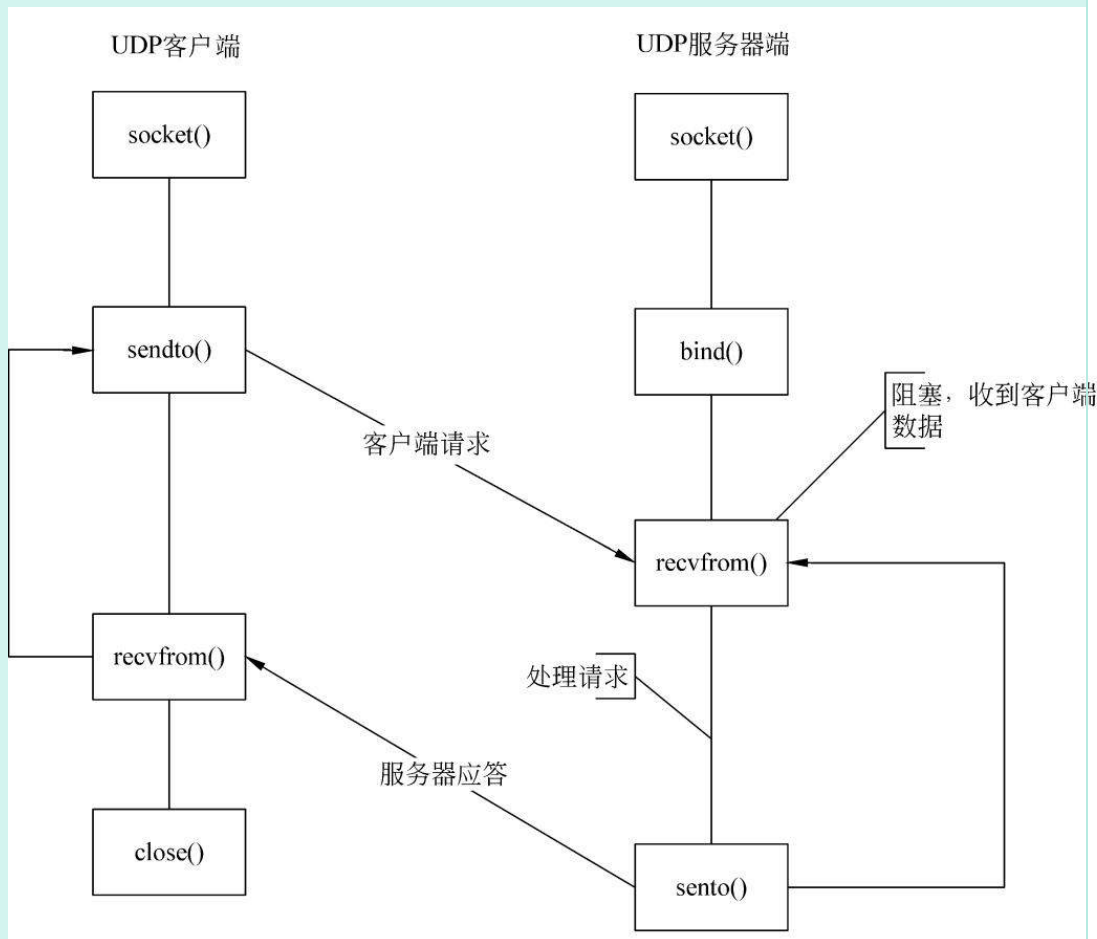 UDP客户端
UDP服务器端
socket()
socket()
sendto()
bind()
阻塞，收到客户端
数据
客户端请求
recvfrom()
recvfrom()
处理请求
服务器应答
close()
sento()